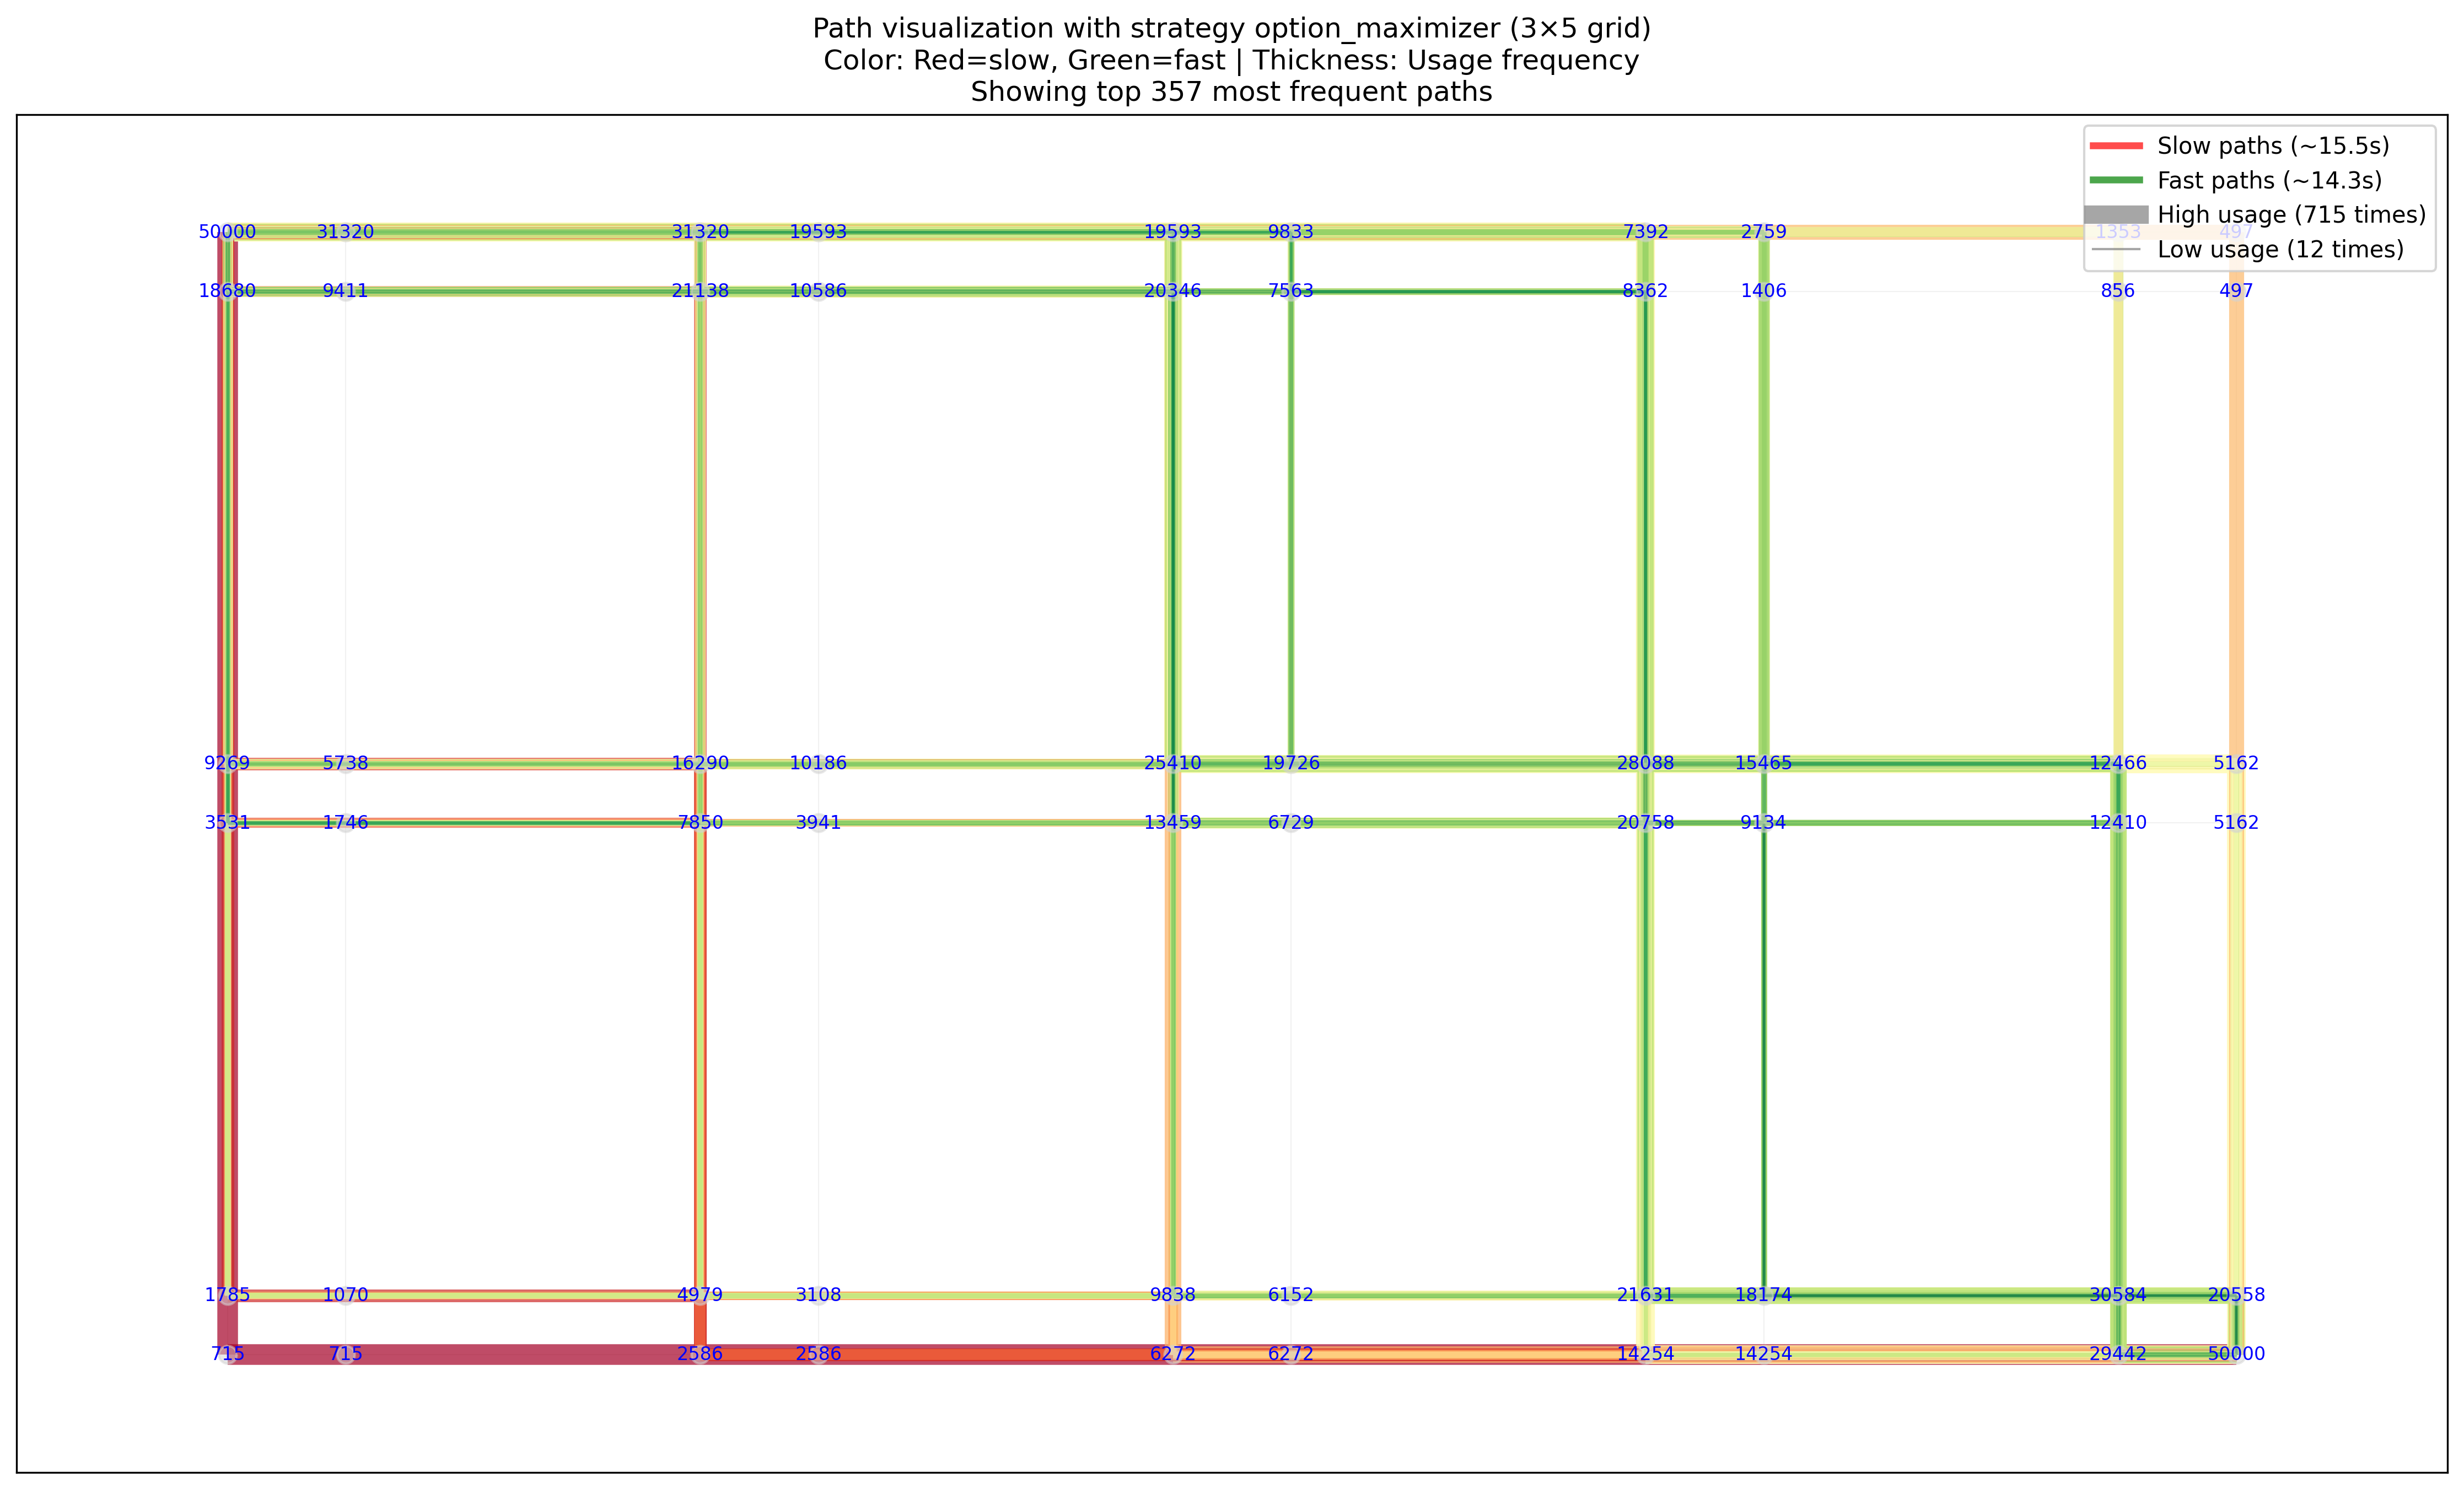 Path visualization with strategy option_maximizer (3×5 grid)
Color: Red=slow, Green=fast | Thickness: Usage frequency
Showing top 357 most frequent paths
Slow paths (~15.5s)
Fast paths (~14.3s)
High usage (715 times)
Low usage (12 times)
50000 31320 31320 19593 19593 9833 7392 2759 1353 497
18680 9411 21138 10586 20346 7563 8362 1406 856 497
9269 5738 16290 10186 25410 19726 28088 15465 12466 5162
3531 1746 7850 3941 13459 6729 20758 9134 12410 5162
1785 1070 4979 3108 9838 6152 21631 18174 30584 20558
715 715 2586 2586 6272 6272 14254 14254 29442 50000